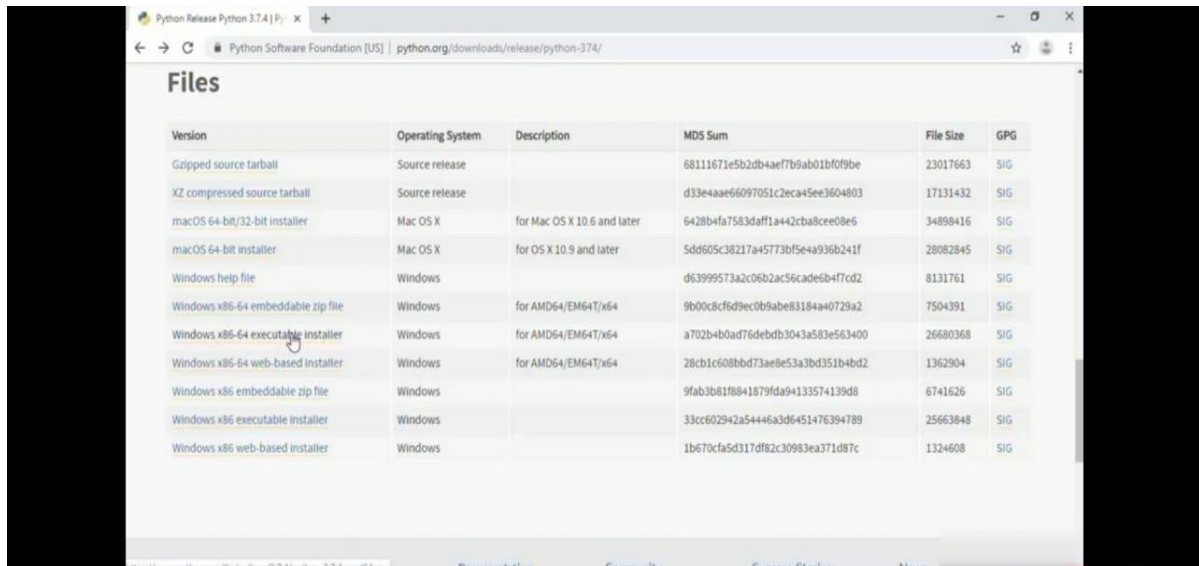 Python Release Python 3.7.4 | Py
Python Software Foundation [US] | python.org/downloads/release/python-374/
Files
Version Operating System Description MD5 Sum File Size GPG
Gzipped source tarball Source release 68111671e5b2db4aef7b9ab01bf0f9be 23017663 SIG
XZ compressed source tarball Source release d33e4aae66097051c2eca45ee3604803 17131432 SIG
macOS 64-bit/32-bit installer Mac OS X for Mac OS X 10.6 and later 6428b4fa7583daff1a442cba8cee08e6 34898416 SIG
macOS 64-bit installer Mac OS X for OS X 10.9 and later 5dd605c38217a45773bf5e4a936b241f 28082845 SIG
Windows help file Windows d63999573a2c06b2ac56cade6b4f7cd2 8131761 SIG
Windows x86-64 embeddable zip file Windows for AMD64/EM64T/x64 9b00c8cf6d9ec0b9abe83184a40729a2 7504391 SIG
Windows x86-64 executable installer Windows for AMD64/EM64T/x64 a702b4b0ad76debdb3043a583e563400 26680368 SIG
Windows x86-64 web-based installer Windows for AMD64/EM64T/x64 28cb1c608bbd73ae8e53a3bd351b4bd2 1362904 SIG
Windows x86 embeddable zip file Windows 9fab3b81f8841879fda94133574139d8 6741626 SIG
Windows x86 executable installer Windows 33cc602942a54446a3d6451476394789 25663848 SIG
Windows x86 web-based installer Windows 1b670cfa5d317df82c30983ea371d87c 1324608 SIG